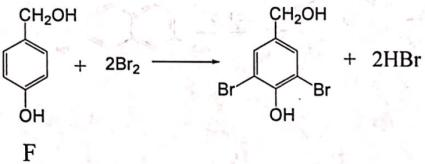 CH₂OH
+ 2Br₂
OH
F
CH₂OH
Br
Br
OH
+ 2HBr